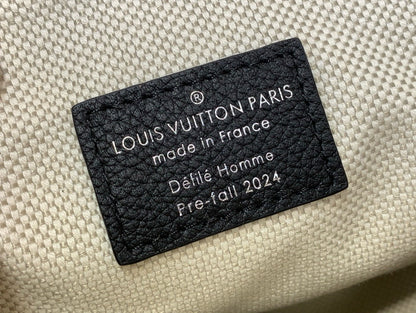 ®
LOUIS VUITTON PARIS
made in France
Défilé Homme
Pre-fall 2024